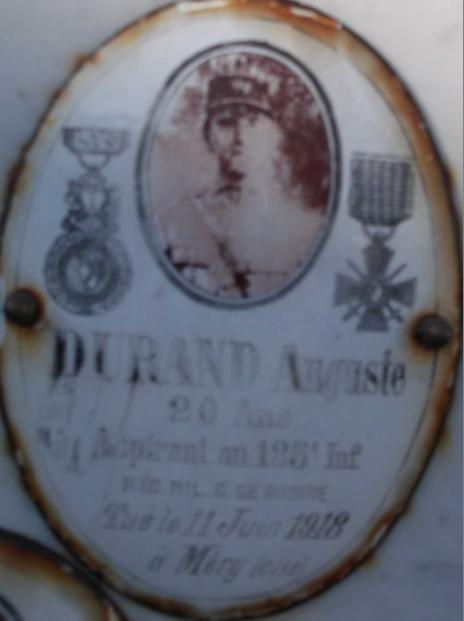 DURAND Auguste
20 Ans
Aspirant au 125ᵉ Inf.
MÉD. MIL. C. DE GUERRE
Tué le 11 Juin 1918
à Méry (oise)